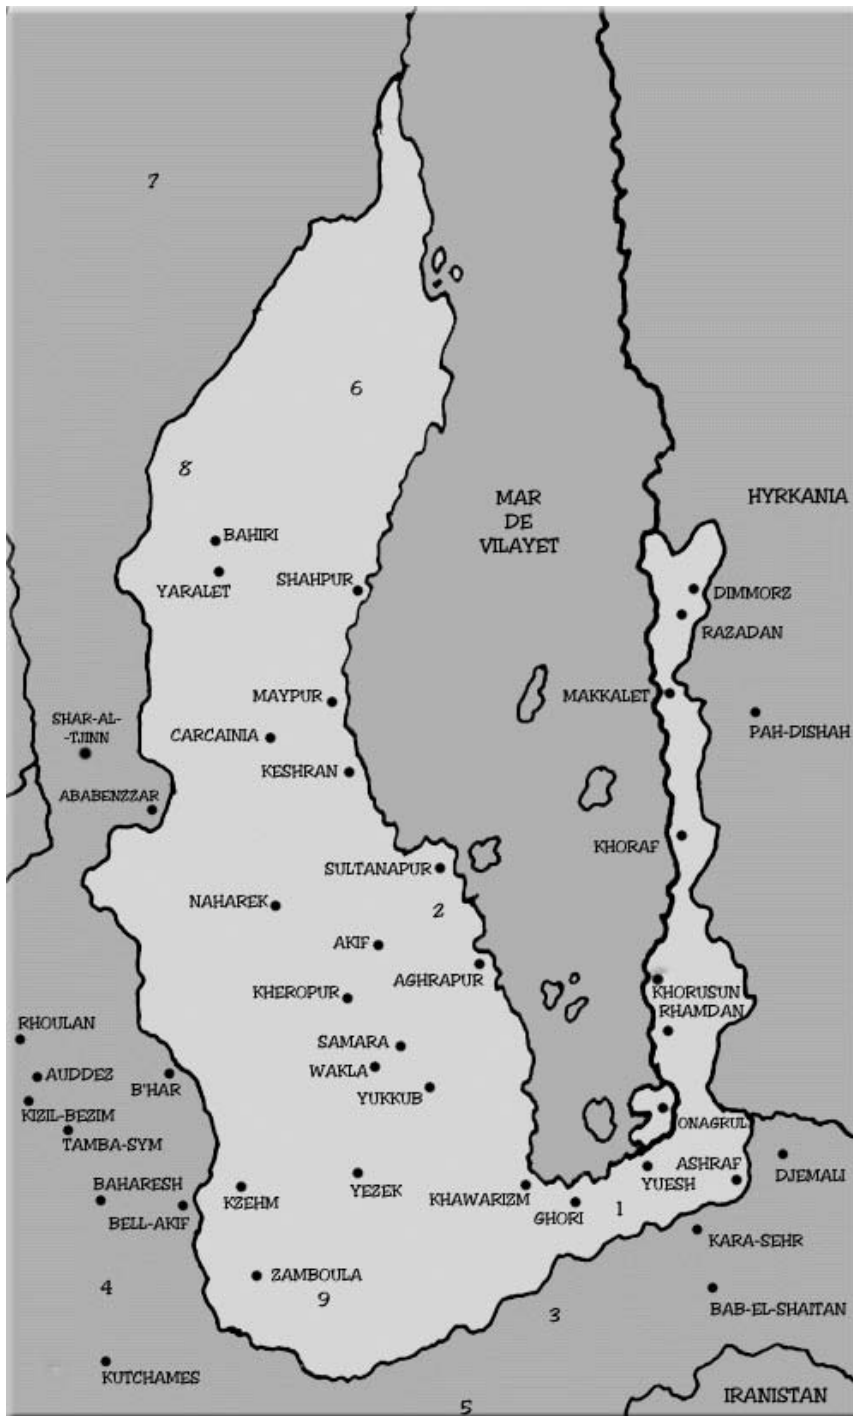 7
6
8
MAR
DE
VILAYET
HYRKANIA
BAHIRI
YARALET
SHAHPUR
DIMMORZ
RAZADAN
MAYPUR
MAKKALET
SHAR-AL-
-TJINN
CARCAINIA
PAH-DISHAH
KESHRAN
ABABENZZAR
KHORAF
SULTANAPUR
NAHAREK
2
AKIF
AGHRAPUR
KHEROPUR
KHORUSUN
RHAMDAN
RHOULAN
SAMARA
WAKLA
AUDDEZ
B'HAR
YUKKUB
KIZIL-BEZIM
ONAGRUL
TAMBA-SYM
ASHRAF
DJEMALI
BAHARESH
KZEHM
YEZEK
KHAWARIZM
YUESH
BELL-AKIF
GHORI
1
KARA-SEHR
ZAMBOULA
4
9
3
BAB-EL-SHAITAN
KUTCHAMES
IRANISTAN
5